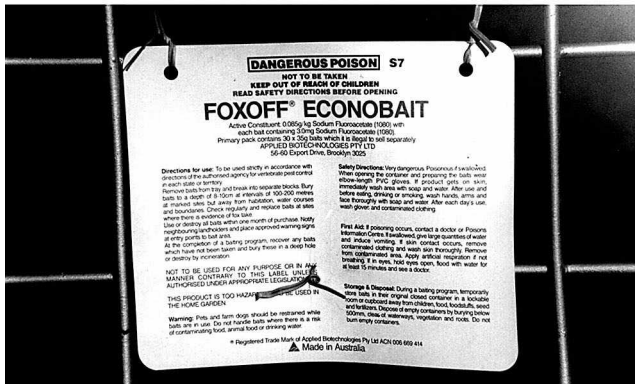 DANGEROUS POISON S7
NOT TO BE TAKEN
KEEP OUT OF REACH OF CHILDREN
READ SAFETY DIRECTIONS BEFORE OPENING
FOXOFF® ECONOBAIT
Active Constituent: 0.085g/kg Sodium Fluoroacetate (1080) with
each bait containing 3.0mg Sodium Fluoroacetate (1080).
Primary pack contains 30 x 35g baits which it is illegal to sell separately
APPLIED BIOTECHNOLOGIES PTY LTD
56-60 Export Drive, Brooklyn 3025
Directions for use: To be used strictly in accordance with
directions of the authorised agency for vertebrate pest control
in each state or territory.
Remove baits from tray and break into separate blocks. Bury
baits to a depth of 8-10cm at intervals of 100-200 metres
at marked sites but away from habitation, water courses
and boundaries. Check regularly and replace baits at sites
where there is evidence of fox take.
Use or destroy all baits within one month of purchase. Notify
neighbouring landholders and place approved warning signs
at entry points to bait area.
At the completion of a baiting program, recover any baits
which have not been taken and bury these in a deep hole
or destroy by incineration
NOT TO BE USED FOR ANY PURPOSE OR IN ANY
MANNER CONTRARY TO THIS LABEL UNLESS
AUTHORISED UNDER APPROPRIATE LEGISLATION
THIS PRODUCT IS TOO HAZAR BE USED IN
THE HOME GARDEN.
Warning: Pets and farm dogs should be restrained while
baits are in use. Do not handle baits where there is a risk
of contaminating food, animal food or drinking water.
Safety Directions: Very dangerous. Poisonous if swallowed.
When opening the container and preparing the baits wear
elbow-length PVC gloves. If product gets on skin,
immediately wash area with soap and water. After use and
before eating, drinking or smoking, wash hands, arms and
face thoroughly with soap and water. After each day's use,
wash glover, and contaminated clothing.
First Aid: If poisoning occurs, contact a doctor or Poisons
Information Centre. If swallowed, give large quantities of water
and induce vomiting. If skin contact occurs, remove
contaminated clothing and wash skin thoroughly. Remove
from contaminated area. Apply artificial respiration if not
breathing. If in eyes, hold eyes open, flood with water for
at least 15 minutes and see a doctor.
Storage & Disposal: During a baiting program, temporarily
store baits in their original closed container in a lockable
room or cupboard away from children, food, foodstuffs, seed
and fertilizers. Dispose of empty containers by burying below
500mm, clear of waterways, vegetation and roots. Do not
burn empty containers.
® Registered Trade Mark of Applied Biotechnologies Pty Ltd ACN 006 669 414
Made in Australia